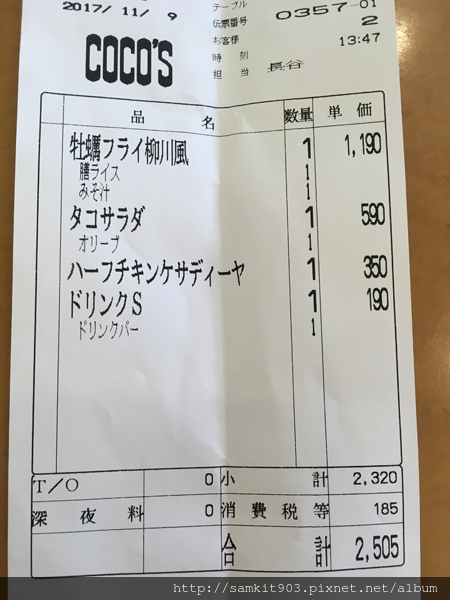 2017/ 11/ 9
テーブル
伝票番号 0357-01
お客様 2
時 刻 13:47
担 当 長谷
COCO'S
品 名 数量 単 価
牡蠣フライ柳川風 1 1,190
膳ライス 1
みそ汁 1
タコサラダ 1 590
オリーブ 1
ハーフチキンケサディーヤ 1 350
ドリンクS 1 190
ドリンクバー 1
T/O 0 小 計 2,320
深 夜 料 0 消 費 税 等 185
合 計 2,505
http://samkit903.pixnet.net/album